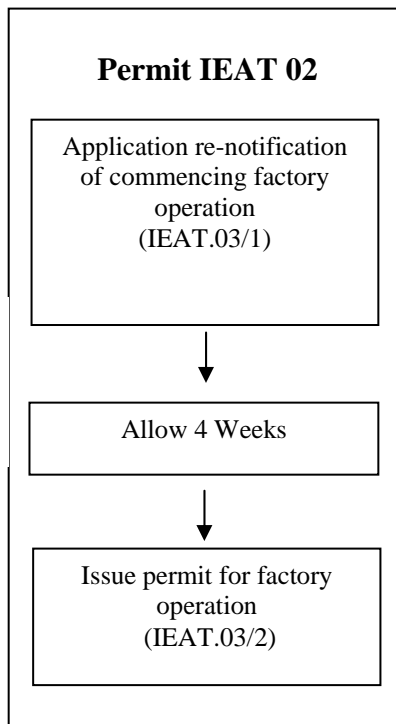 Permit IEAT 02
Application re-notification
of commencing factory
operation
(IEAT.03/1)
Allow 4 Weeks
Issue permit for factory
operation
(IEAT.03/2)